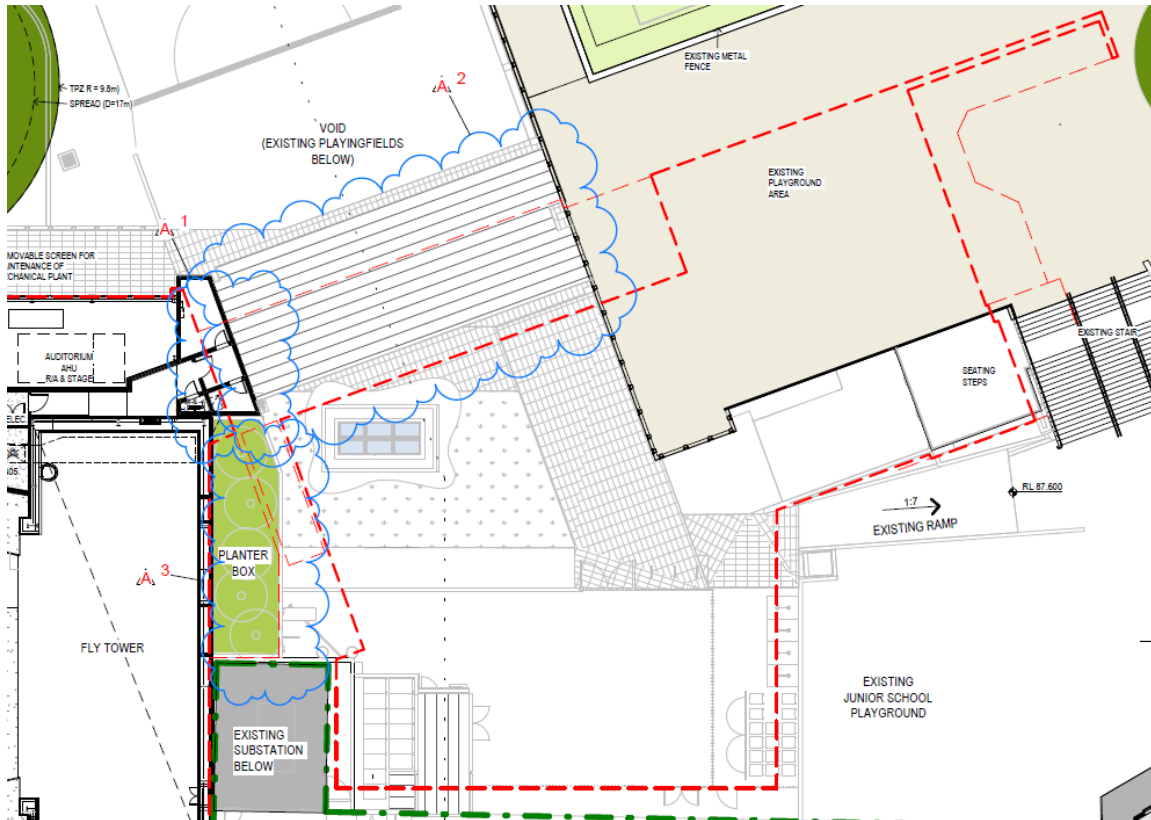 TPZ R = 9.8m)
SPREAD (D=17m)
A 2
VOID
(EXISTING PLAYINGFIELDS
BELOW)
EXISTING METAL
FENCE
EXISTING
PLAYGROUND
AREA
A 1
MOVABLE SCREEN FOR
INTENANCE OF
CHANICAL PLANT
AUDITORIUM
AHU
R/A & STAGE
ELEC
EXISTING STAIR
SEATING
STEPS
RL 87.600
1:7
EXISTING RAMP
PLANTER
BOX
A 3
FLY TOWER
EXISTING
JUNIOR SCHOOL
PLAYGROUND
EXISTING
SUBSTATION
BELOW